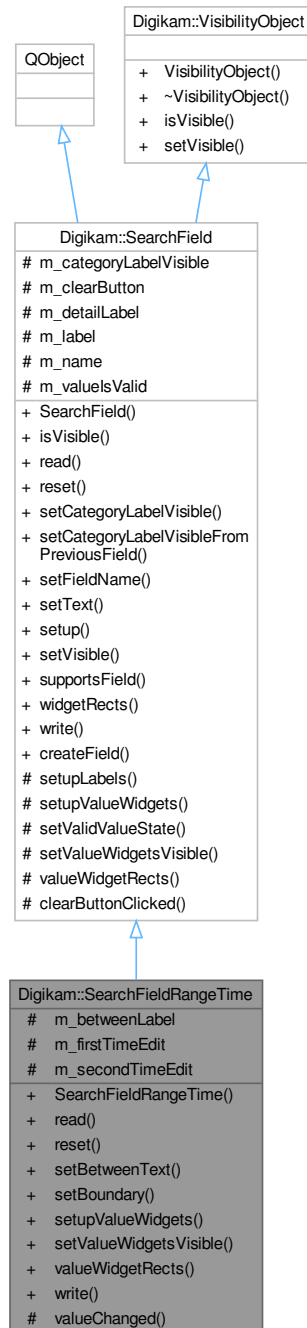 Digikam::VisibilityObject
+ VisibilityObject()
+ ~VisibilityObject()
+ isVisible()
+ setVisible()
QObject
Digikam::SearchField
# m_categoryLabelVisible
# m_clearButton
# m_detailLabel
# m_label
# m_name
# m_valueIsValid
+ SearchField()
+ isVisible()
+ read()
+ reset()
+ setCategoryLabelVisible()
+ setCategoryLabelVisibleFrom
PreviousField()
+ setFieldName()
+ setText()
+ setup()
+ setVisible()
+ supportsField()
+ widgetRects()
+ write()
+ createField()
# setupLabels()
# setupValueWidgets()
# setValidValueState()
# setValueWidgetsVisible()
# valueWidgetRects()
# clearButtonClicked()
Digikam::SearchFieldRangeTime
# m_betweenLabel
# m_firstTimeEdit
# m_secondTimeEdit
+ SearchFieldRangeTime()
+ read()
+ reset()
+ setBetweenText()
+ setBoundary()
+ setupValueWidgets()
+ setValueWidgetsVisible()
+ valueWidgetRects()
+ write()
# valueChanged()